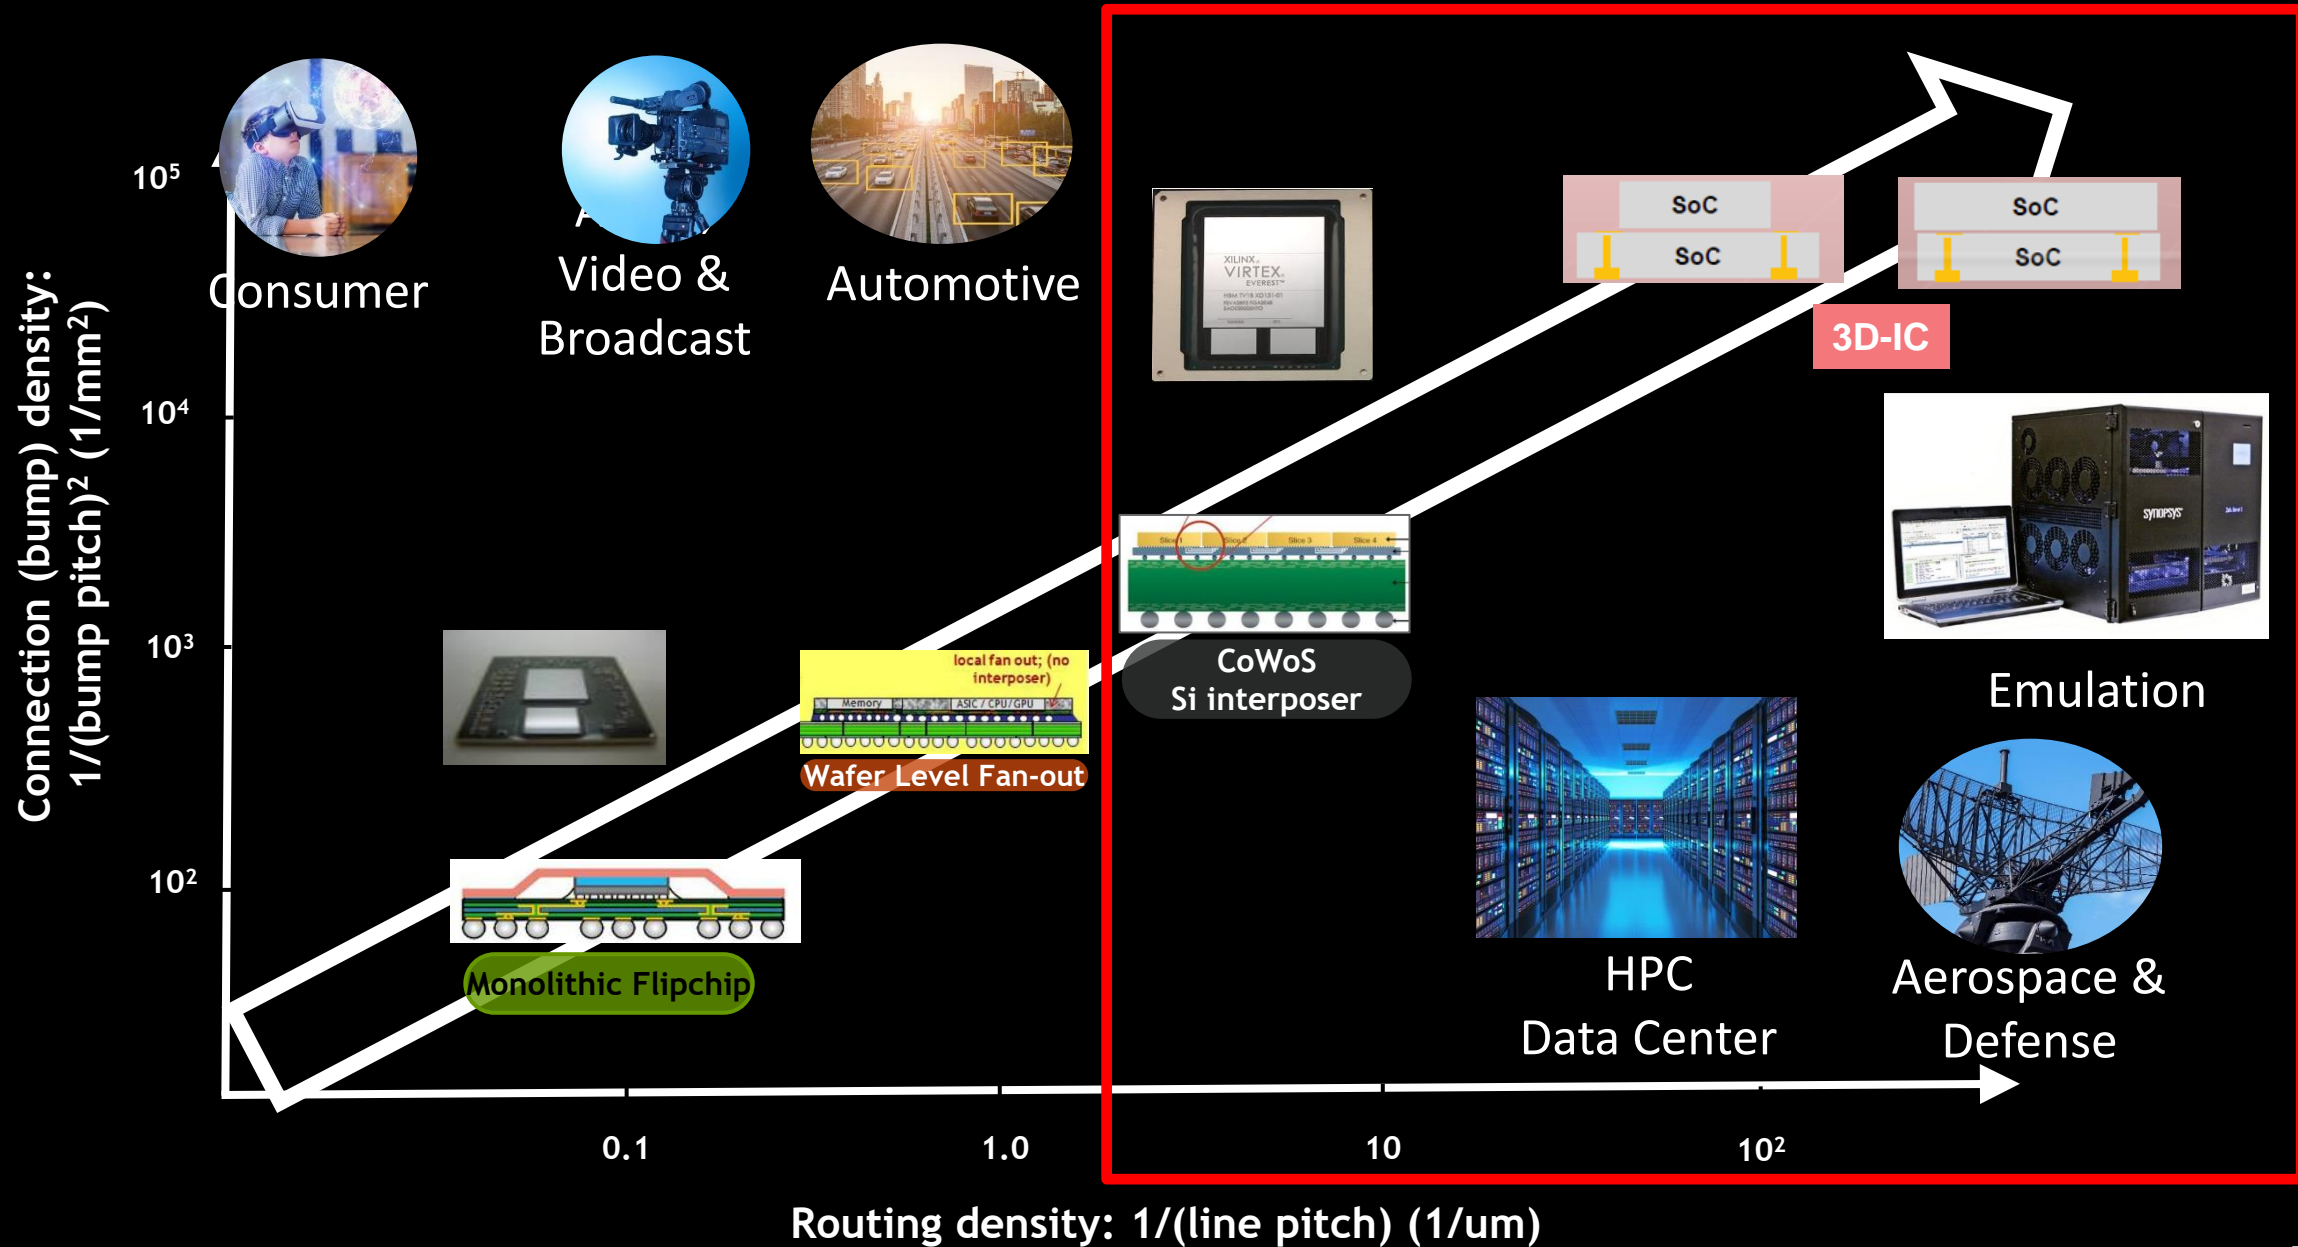 Consumer
Video &
Broadcast
Automotive
10⁵
10⁴
10³
10²
Connection (bump) density:
1/(bump pitch)² (1/mm²)
XILINX
VIRTEX
EVEREST™
SoC
SoC
SoC
SoC
3D-IC
Slice 1
Slice 2
Slice 3
Slice 4
CoWoS
Si interposer
local fan out; (no
interposer)
Memory
ASIC / CPU/GPU
Wafer Level Fan-out
Monolithic Flipchip
SYNOPSYS
Emulation
HPC
Data Center
Aerospace &
Defense
0.1
1.0
10
10²
Routing density: 1/(line pitch) (1/um)